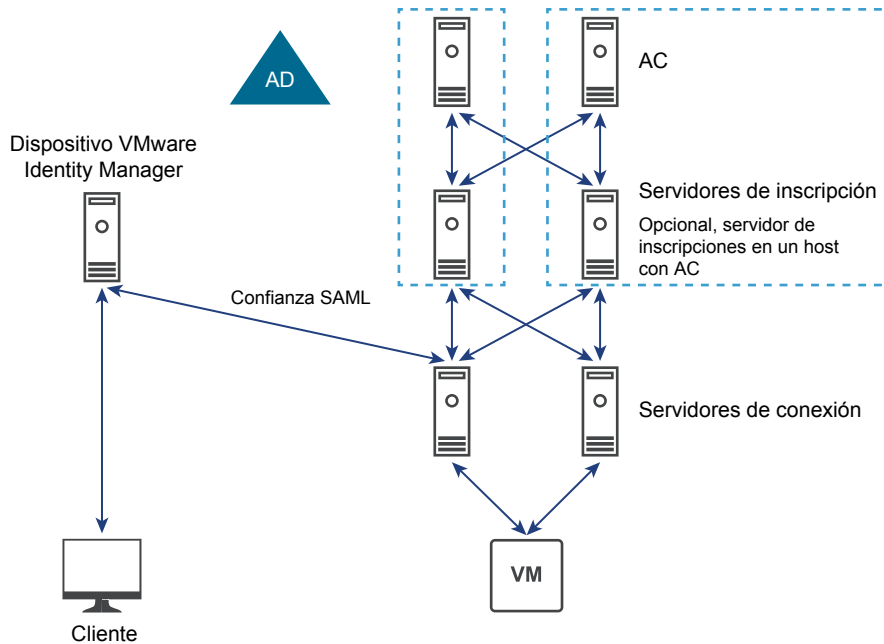 AD
AC
Dispositivo VMware
Identity Manager
Servidores de inscripción
Opcional, servidor de
inscripciones en un host
con AC
Confianza SAML
Servidores de conexión
VM
Cliente